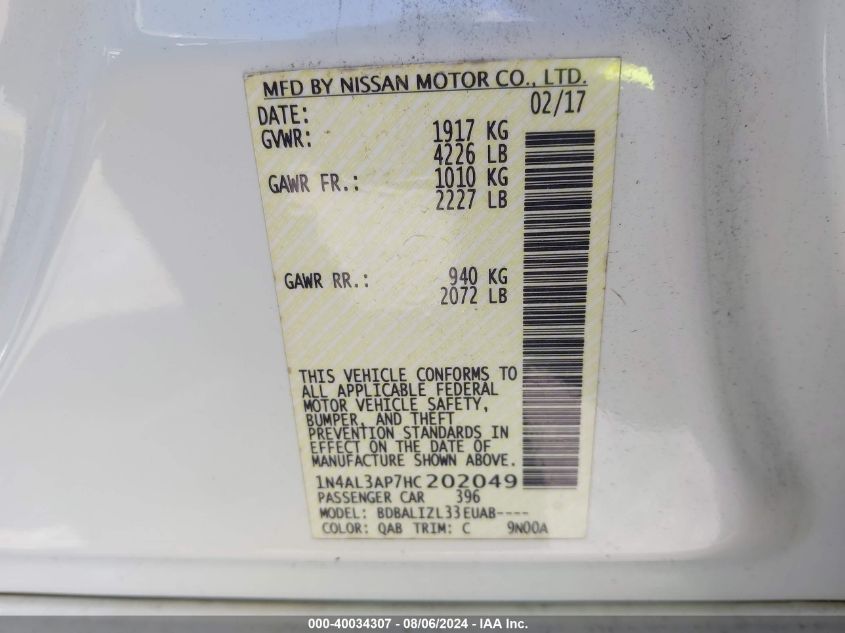 MFD BY NISSAN MOTOR CO., LTD.
DATE: 02/17
GVWR: 1917 KG
4226 LB
GAWR FR.: 1010 KG
2227 LB
GAWR RR.: 940 KG
2072 LB
THIS VEHICLE CONFORMS TO
ALL APPLICABLE FEDERAL
MOTOR VEHICLE SAFETY,
BUMPER, AND THEFT
PREVENTION STANDARDS IN
EFFECT ON THE DATE OF
MANUFACTURE SHOWN ABOVE.
1N4AL3AP7HC202049
PASSENGER CAR 396
MODEL: BDBALIZL33EUAB----
COLOR: QAB TRIM: C 9N00A
000-40034307 - 08/06/2024 - IAA Inc.